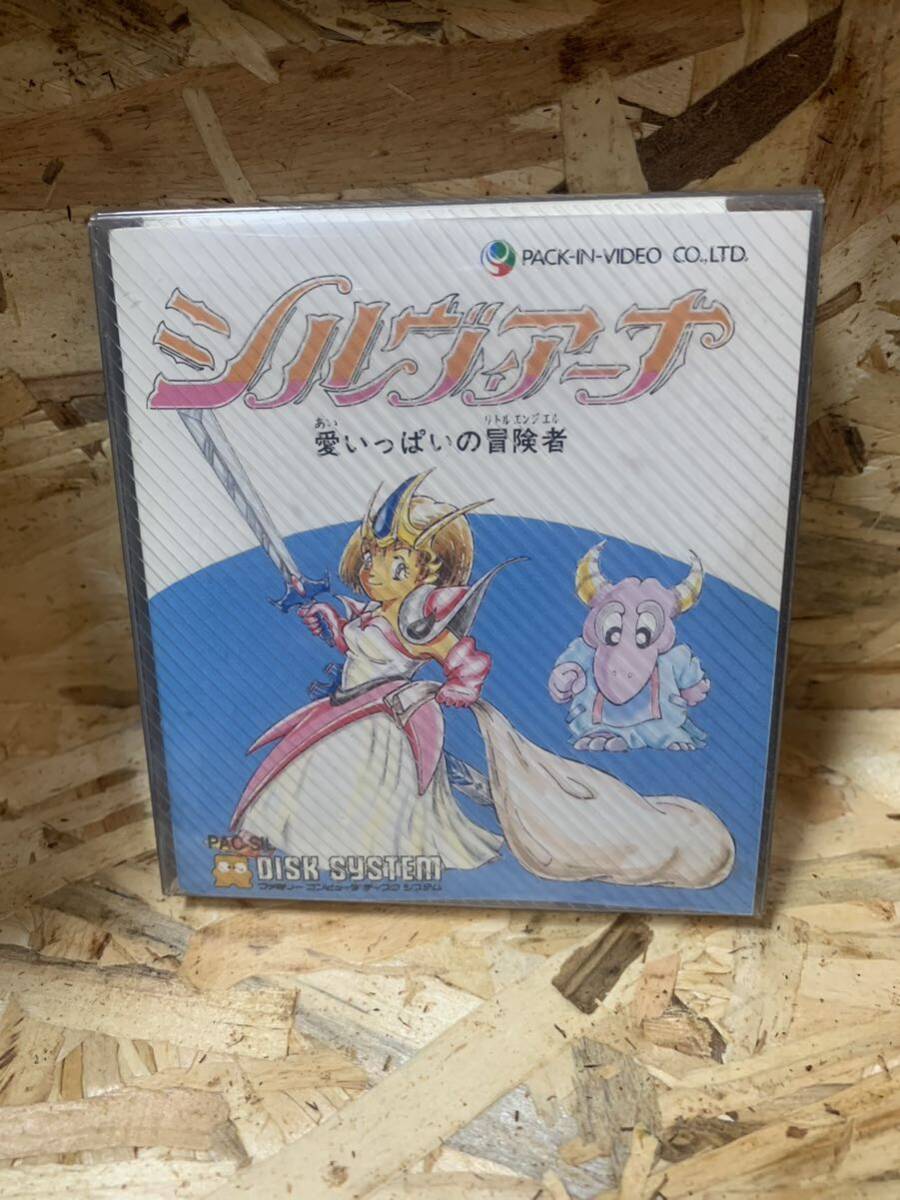 PACK-IN-VIDEO CO.,LTD.
シルヴィアーナ
あい リトルエンジェル
愛いっぱいの冒険者
PAC-SIL
DISK SYSTEM
ファミリー コンピュータ ディスク システム